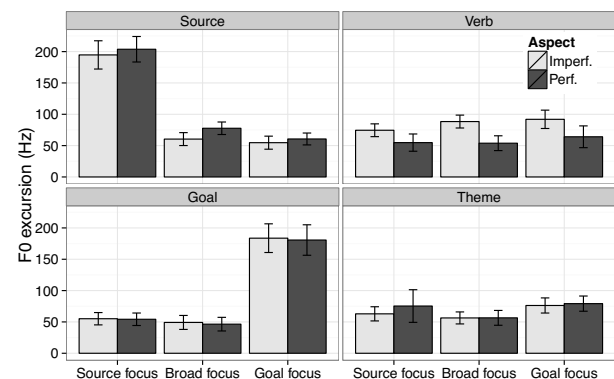 Source
Verb
F0 excursion (Hz)
200
150
100
50
0
Aspect
Imperf.
Perf.
Goal
Theme
200
150
100
50
0
Source focus Broad focus Goal focus
Source focus Broad focus Goal focus